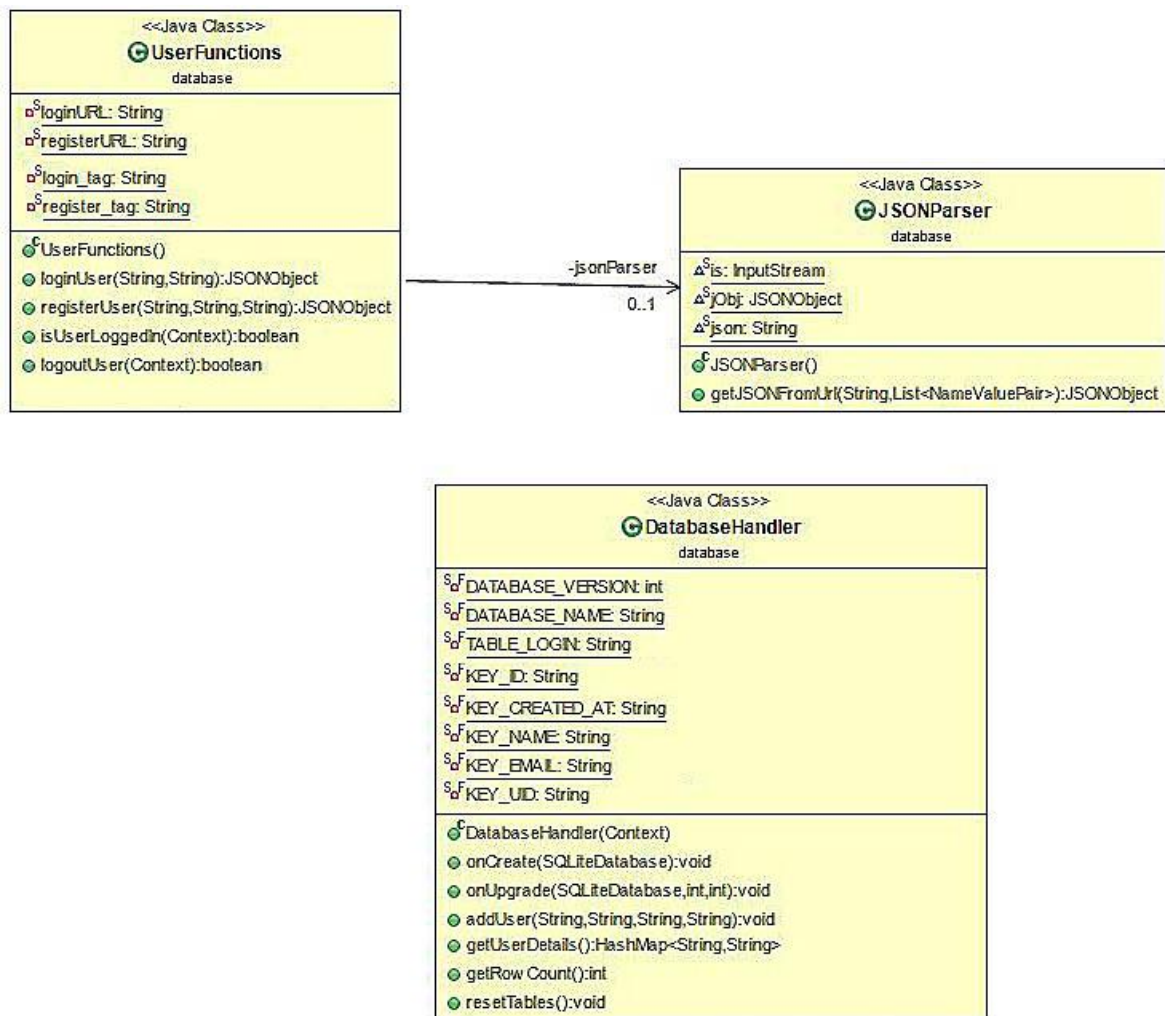 <<Java Class>>
UserFunctions
database
loginURL: String
registerURL: String
login_tag: String
register_tag: String
UserFunctions()
loginUser(String,String):JSONObject
registerUser(String,String,String):JSONObject
isUserLoggedIn(Context):boolean
logoutUser(Context):boolean
-jsonParser
0..1
<<Java Class>>
JSONParser
database
is: InputStream
jObj: JSONObject
json: String
JSONParser()
getJSONFromUrl(String,List<NameValuePair>):JSONObject
<<Java Class>>
DatabaseHandler
database
DATABASE_VERSION: int
DATABASE_NAME: String
TABLE_LOGIN: String
KEY_ID: String
KEY_CREATED_AT: String
KEY_NAME: String
KEY_EMAIL: String
KEY_UID: String
DatabaseHandler(Context)
onCreate(SQLiteDatabase):void
onUpgrade(SQLiteDatabase,int,int):void
addUser(String,String,String,String):void
getUserDetails():HashMap<String,String>
getRowCount():int
resetTables():void